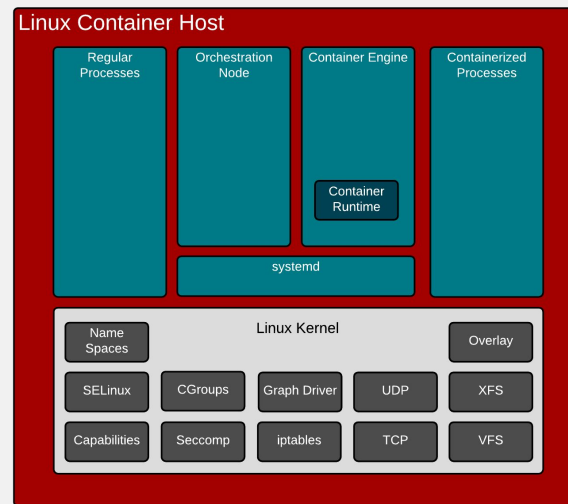 Linux Container Host
Regular
Processes
Orchestration
Node
Container Engine
Containerized
Processes
Container
Runtime
systemd
Linux Kernel
Name
Spaces
Overlay
SELinux
CGroups
Graph Driver
UDP
XFS
Capabilities
Seccomp
iptables
TCP
VFS